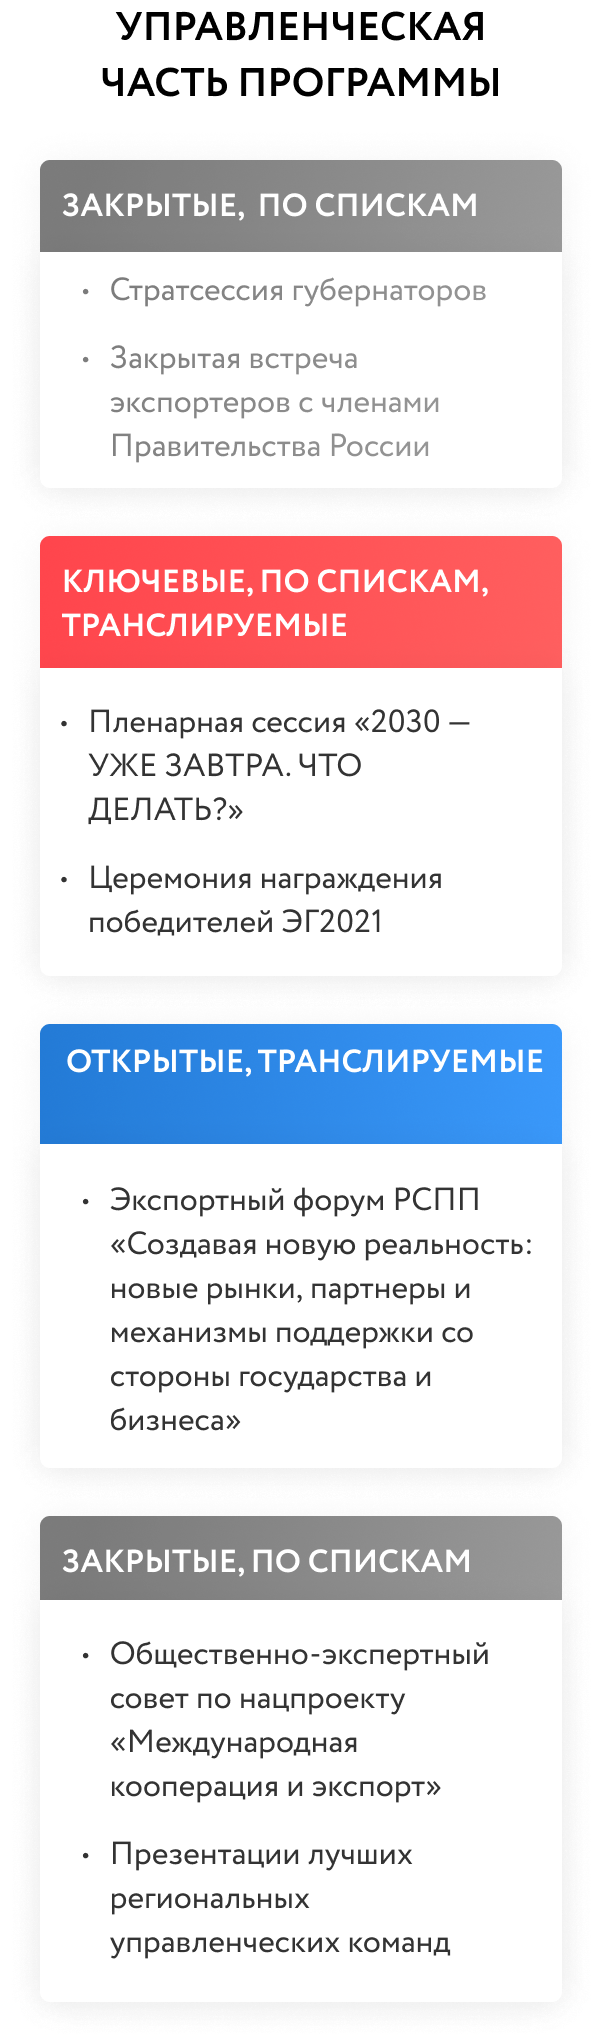 УПРАВЛЕНЧЕСКАЯ
ЧАСТЬ ПРОГРАММЫ
ЗАКРЫТЫЕ, ПО СПИСКАМ
• Стратсессия губернаторов
• Закрытая встреча
экспортеров с членами
Правительства России
КЛЮЧЕВЫЕ, ПО СПИСКАМ,
ТРАНСЛИРУЕМЫЕ
• Пленарная сессия «2030 —
УЖЕ ЗАВТРА. ЧТО
ДЕЛАТЬ?»
• Церемония награждения
победителей ЭГ2021
ОТКРЫТЫЕ, ТРАНСЛИРУЕМЫЕ
• Экспортный форум РСПП
«Создавая новую реальность:
новые рынки, партнеры и
механизмы поддержки со
стороны государства и
бизнеса»
ЗАКРЫТЫЕ, ПО СПИСКАМ
• Общественно-экспертный
совет по нацпроекту
«Международная
кооперация и экспорт»
• Презентации лучших
региональных
управленческих команд